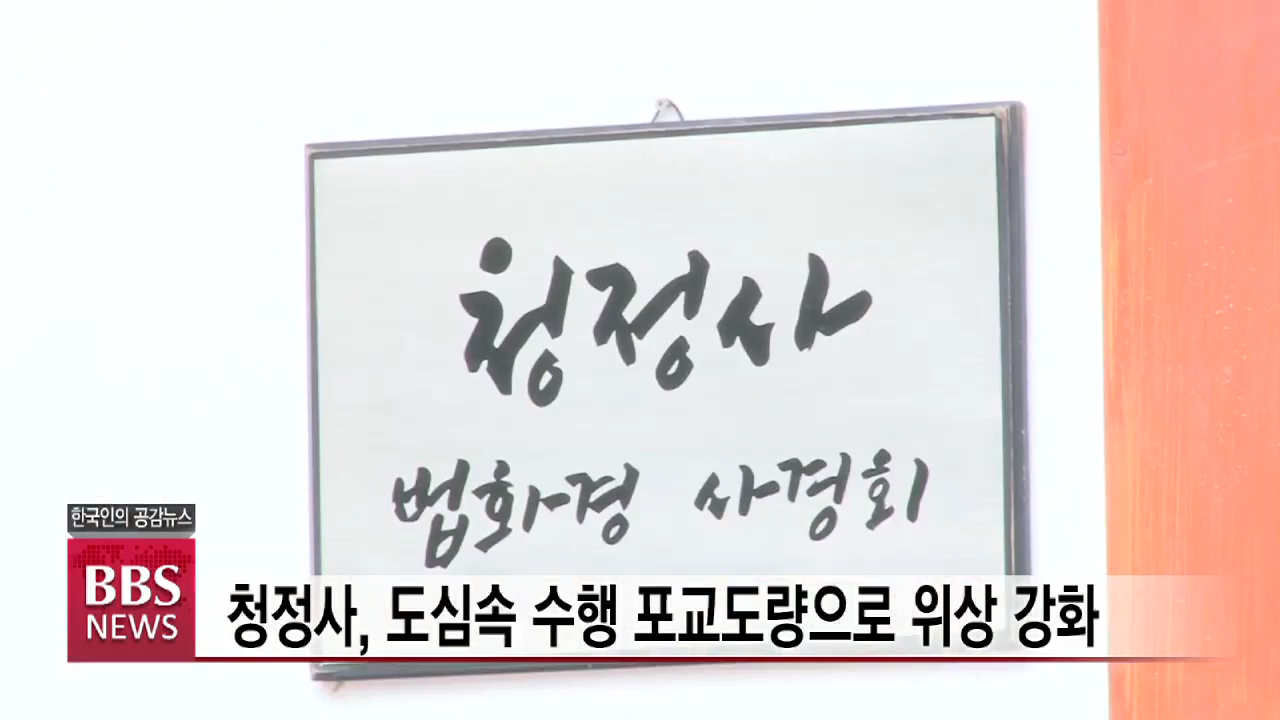 청정사
법화경 사경회
한국인의 공감뉴스
BBS
NEWS
청정사, 도심속 수행 포교도량으로 위상 강화